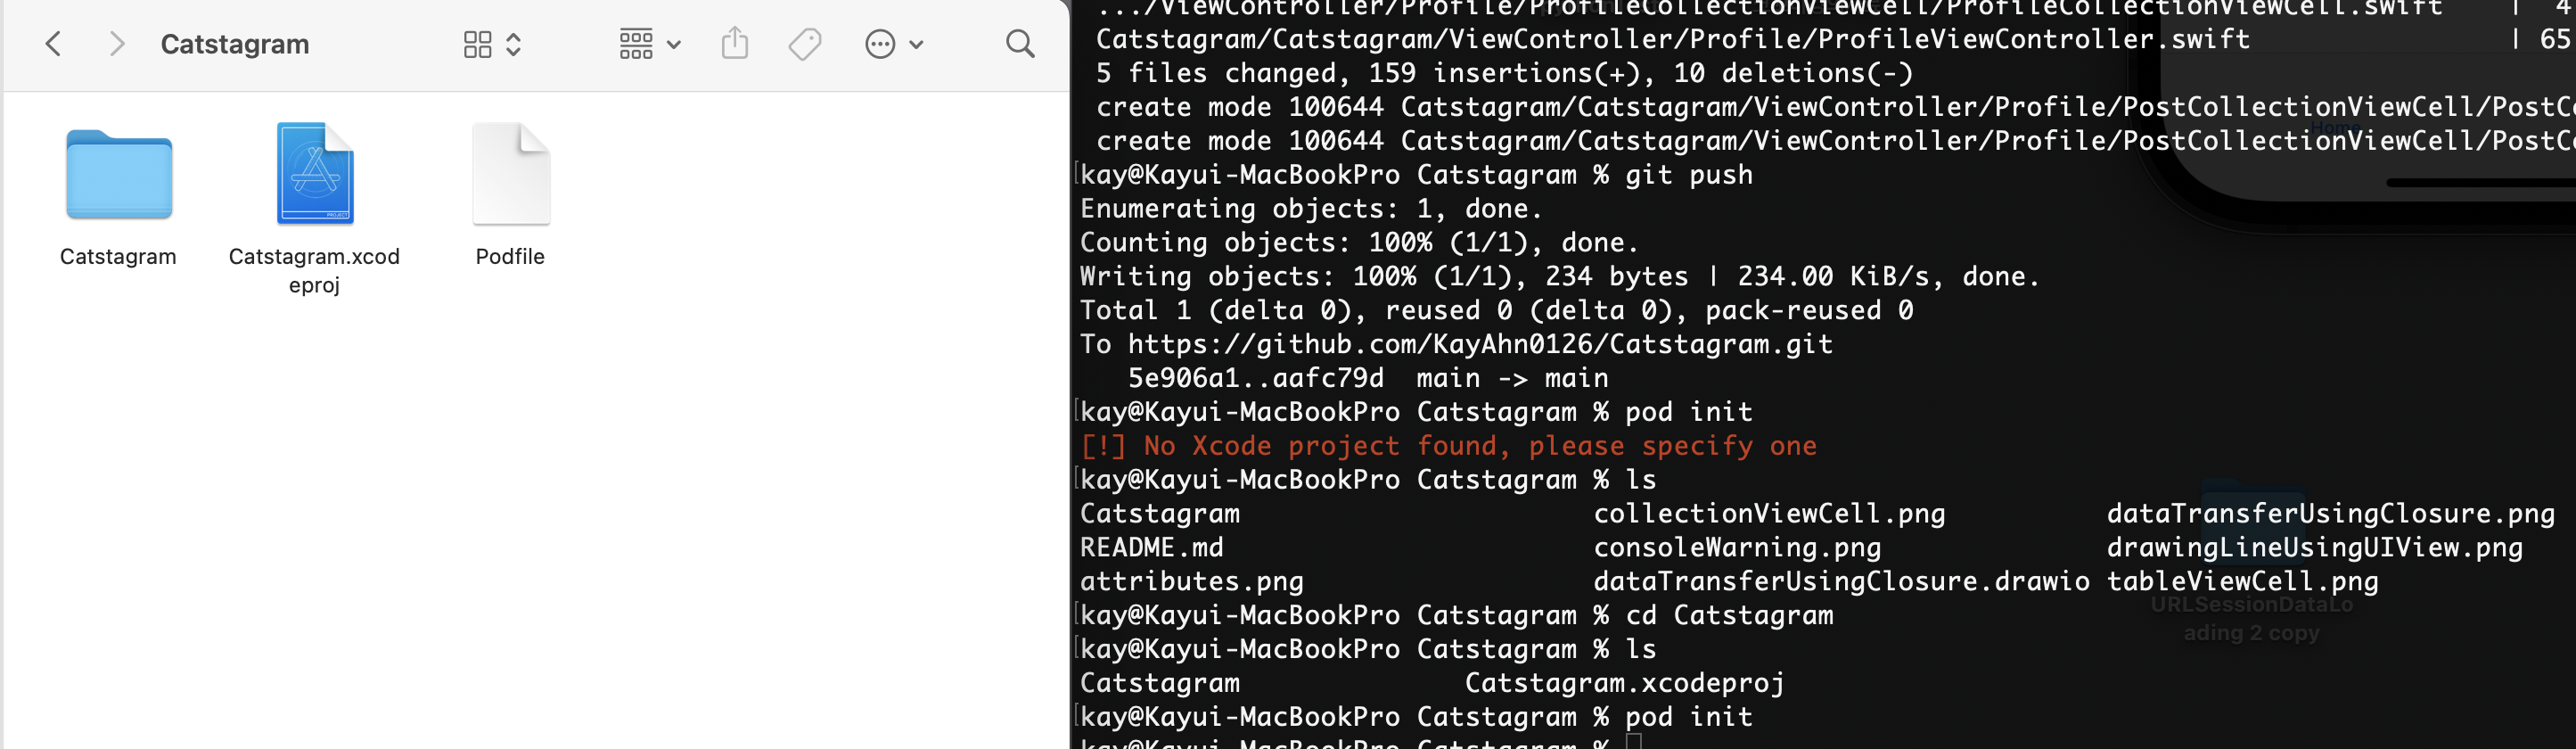 Catstagram
Catstagram
Catstagram.xcod
eproj
PROJECT
Podfile
.../ViewController/Profile/ProfileCollectionViewCell/ProfileCollectionViewCell.swift | 4
Catstagram/Catstagram/ViewController/Profile/ProfileViewController.swift | 65
5 files changed, 159 insertions(+), 10 deletions(-)
create mode 100644 Catstagram/Catstagram/ViewController/Profile/PostCollectionViewCell/PostC
create mode 100644 Catstagram/Catstagram/ViewController/Profile/PostCollectionViewCell/PostC
Home
[kay@Kayui-MacBookPro Catstagram % git push
Enumerating objects: 1, done.
Counting objects: 100% (1/1), done.
Writing objects: 100% (1/1), 234 bytes | 234.00 KiB/s, done.
Total 1 (delta 0), reused 0 (delta 0), pack-reused 0
To https://github.com/KayAhn0126/Catstagram.git
5e906a1..aafc79d main -> main
[kay@Kayui-MacBookPro Catstagram % pod init
[!] No Xcode project found, please specify one
[kay@Kayui-MacBookPro Catstagram % ls
Catstagram collectionViewCell.png dataTransferUsingClosure.png
README.md consoleWarning.png drawingLineUsingUIView.png
attributes.png dataTransferUsingClosure.drawio tableViewCell.png
[kay@Kayui-MacBookPro Catstagram % cd Catstagram
URLSessionDataLo
ading 2 copy
[kay@Kayui-MacBookPro Catstagram % ls
Catstagram Catstagram.xcodeproj
[kay@Kayui-MacBookPro Catstagram % pod init
kay@Kayui-MacBookPro Catstagram %